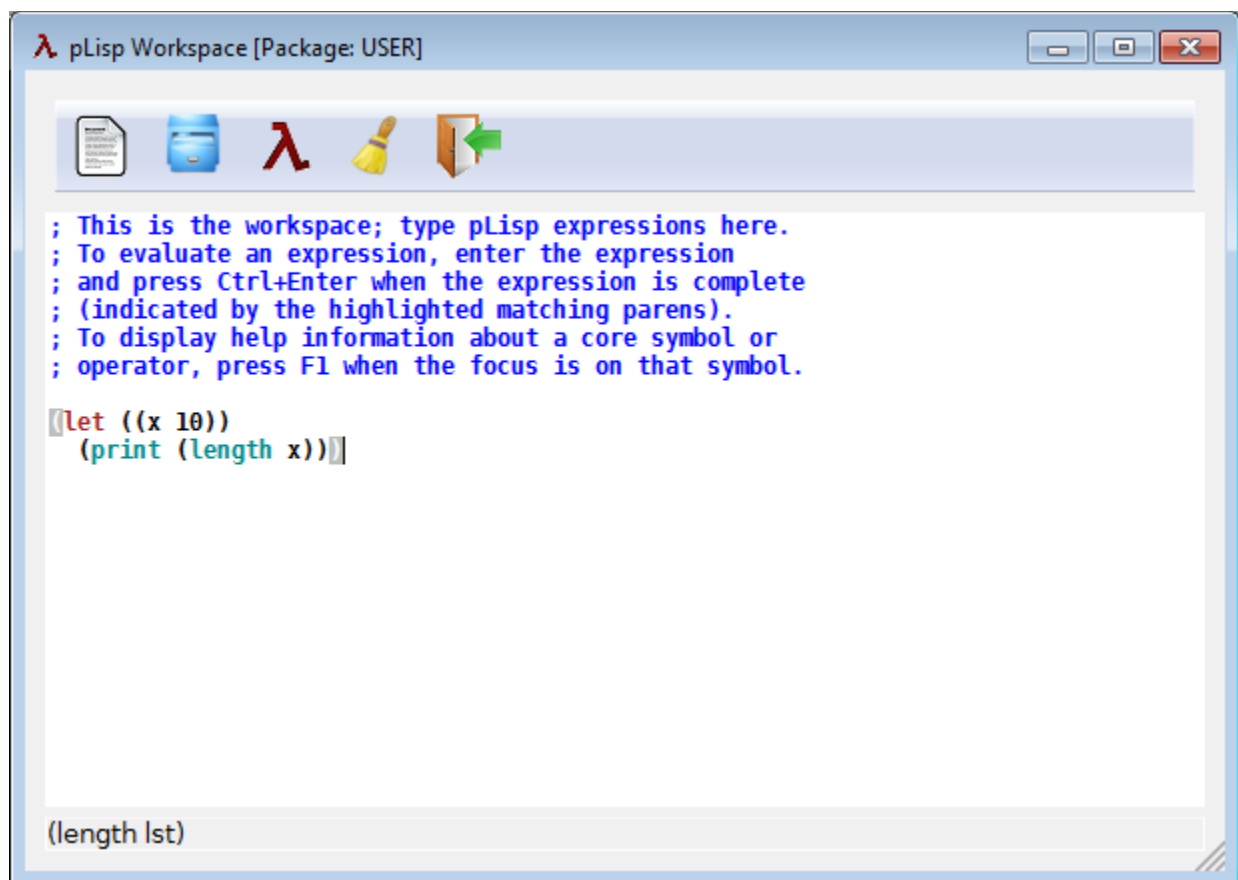 λ pLisp Workspace [Package: USER]
λ
; This is the workspace; type pLisp expressions here.
; To evaluate an expression, enter the expression
; and press Ctrl+Enter when the expression is complete
; (indicated by the highlighted matching parens).
; To display help information about a core symbol or
; operator, press F1 when the focus is on that symbol.
(let ((x 10))
  (print (length x)))
(length lst)